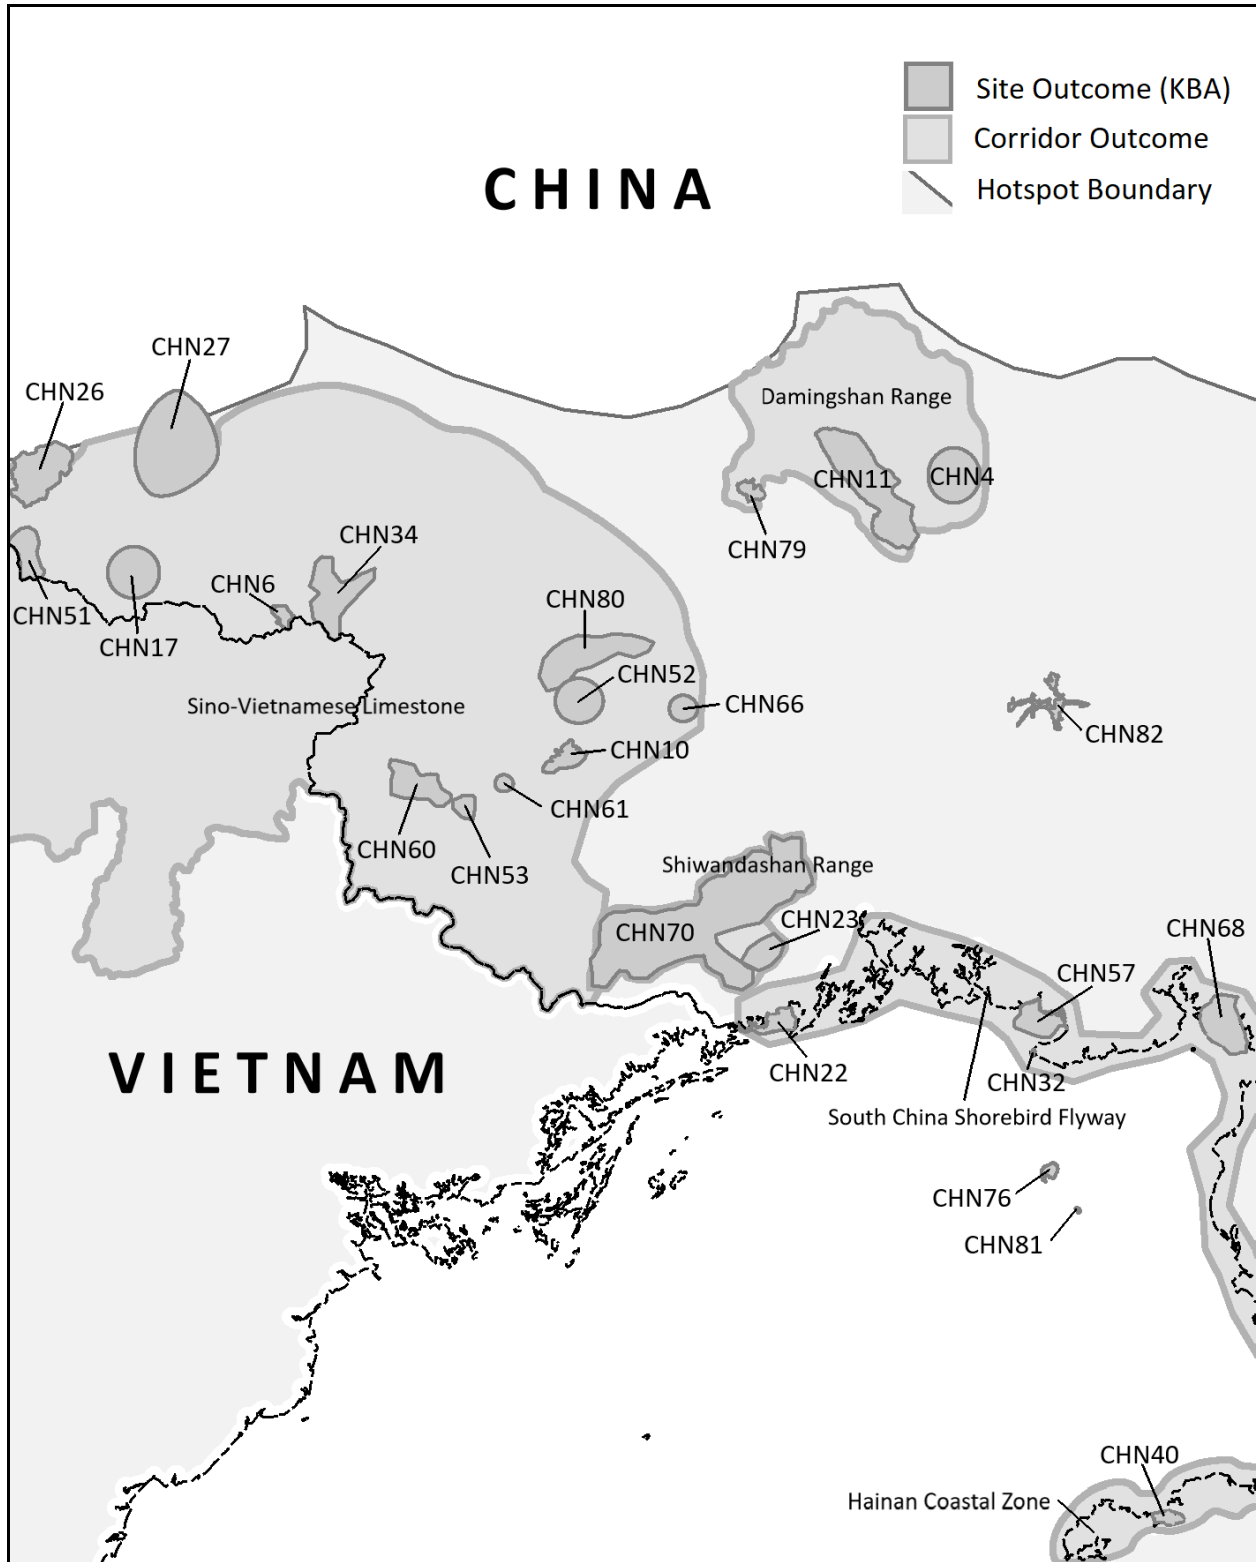 Site Outcome (KBA)
Corridor Outcome
Hotspot Boundary
CHINA
CHN27
CHN26
Damingshan Range
CHN11
CHN4
CHN79
CHN34
CHN6
CHN51
CHN17
CHN80
CHN52
Sino-Vietnamese Limestone
CHN66
CHN82
CHN10
CHN61
CHN60
CHN53
Shiwandashan Range
CHN23
CHN70
CHN68
CHN57
VIETNAM
CHN22
CHN32
South China Shorebird Flyway
CHN76
CHN81
CHN40
Hainan Coastal Zone